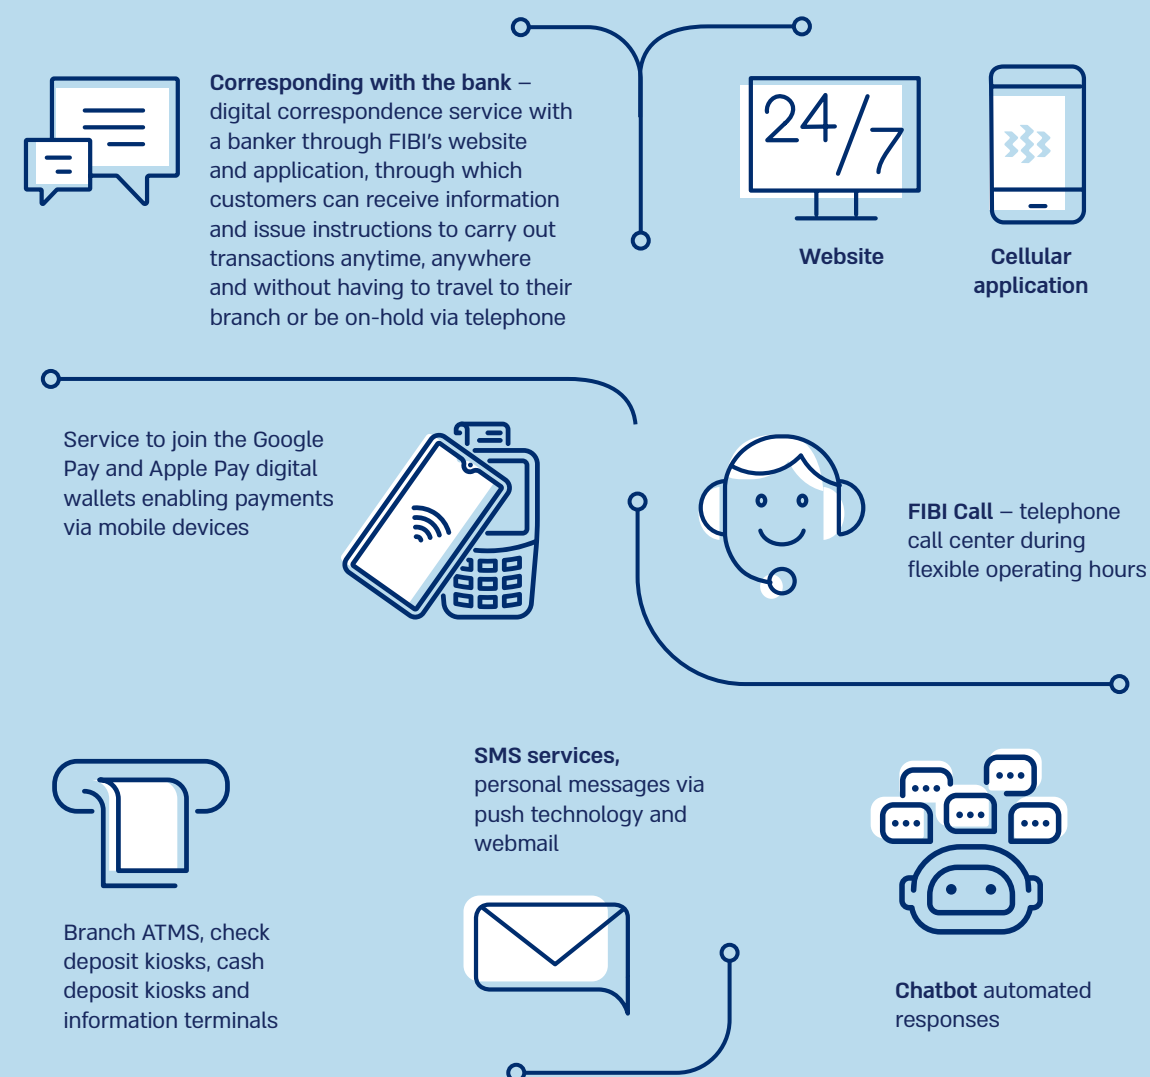 Corresponding with the bank –
digital correspondence service with
a banker through FIBI's website
and application, through which
customers can receive information
and issue instructions to carry out
transactions anytime, anywhere
and without having to travel to their
branch or be on-hold via telephone
24/7
Website
Cellular
application
Service to join the Google
Pay and Apple Pay digital
wallets enabling payments
via mobile devices
FIBI Call – telephone
call center during
flexible operating hours
Branch ATMS, check
deposit kiosks, cash
deposit kiosks and
information terminals
SMS services,
personal messages via
push technology and
webmail
Chatbot automated
responses